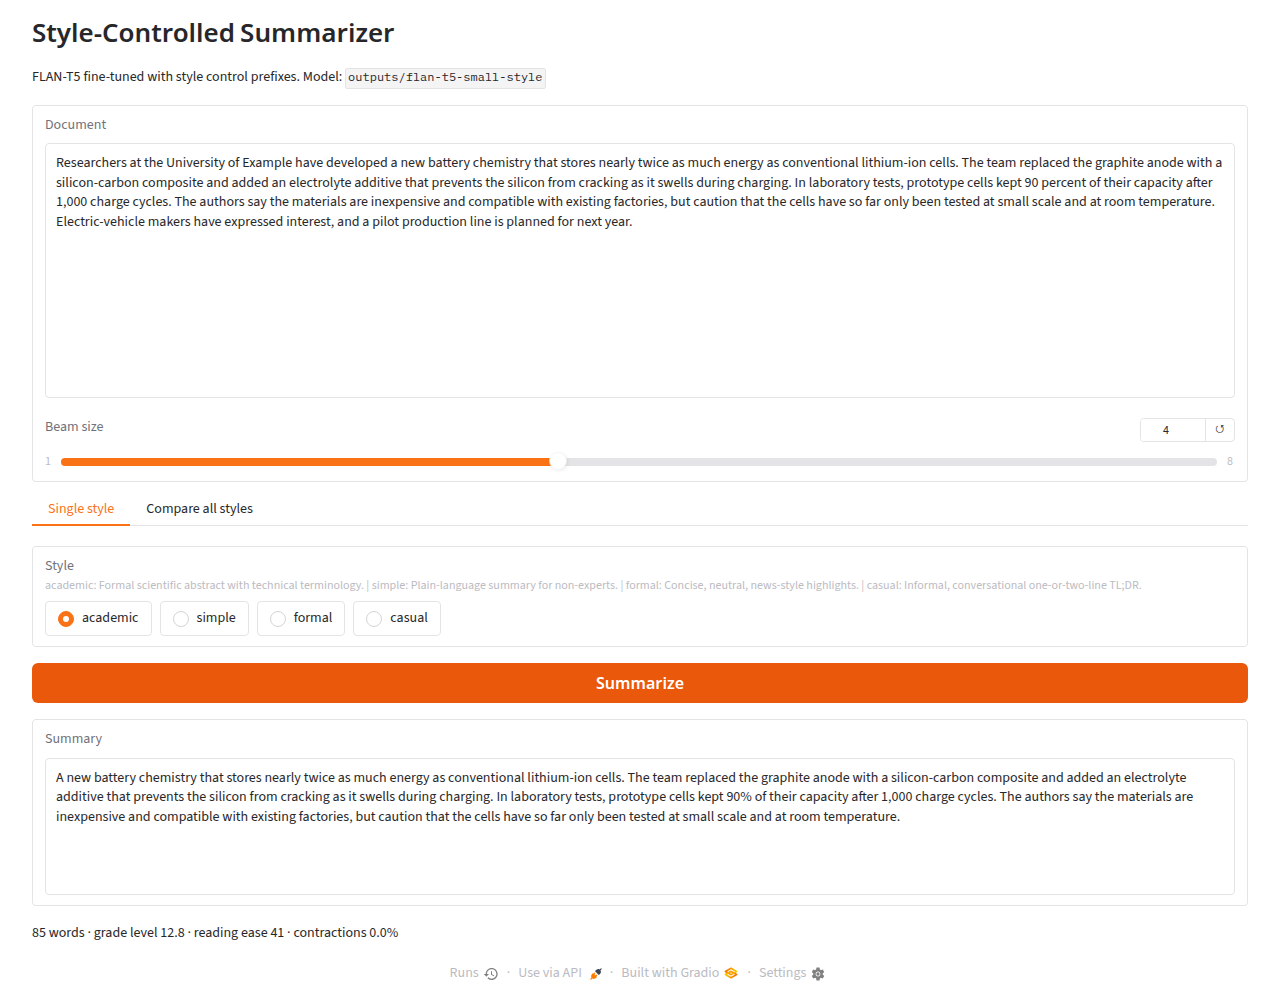 Style-Controlled Summarizer
FLAN-T5 fine-tuned with style control prefixes. Model: outputs/flan-t5-small-style
Document
Researchers at the University of Example have developed a new battery chemistry that stores nearly twice as much energy as conventional lithium-ion cells. The team replaced the graphite anode with a
silicon-carbon composite and added an electrolyte additive that prevents the silicon from cracking as it swells during charging. In laboratory tests, prototype cells kept 90 percent of their capacity after
1,000 charge cycles. The authors say the materials are inexpensive and compatible with existing factories, but caution that the cells have so far only been tested at small scale and at room temperature.
Electric-vehicle makers have expressed interest, and a pilot production line is planned for next year.
Beam size
4
1
8
Single style
Compare all styles
Style
academic: Formal scientific abstract with technical terminology. | simple: Plain-language summary for non-experts. | formal: Concise, neutral, news-style highlights. | casual: Informal, conversational one-or-two-line TL;DR.
academic
simple
formal
casual
Summarize
Summary
A new battery chemistry that stores nearly twice as much energy as conventional lithium-ion cells. The team replaced the graphite anode with a silicon-carbon composite and added an electrolyte
additive that prevents the silicon from cracking as it swells during charging. In laboratory tests, prototype cells kept 90% of their capacity after 1,000 charge cycles. The authors say the materials are
inexpensive and compatible with existing factories, but caution that the cells have so far only been tested at small scale and at room temperature.
85 words · grade level 12.8 · reading ease 41 · contractions 0.0%
Runs · Use via API · Built with Gradio · Settings